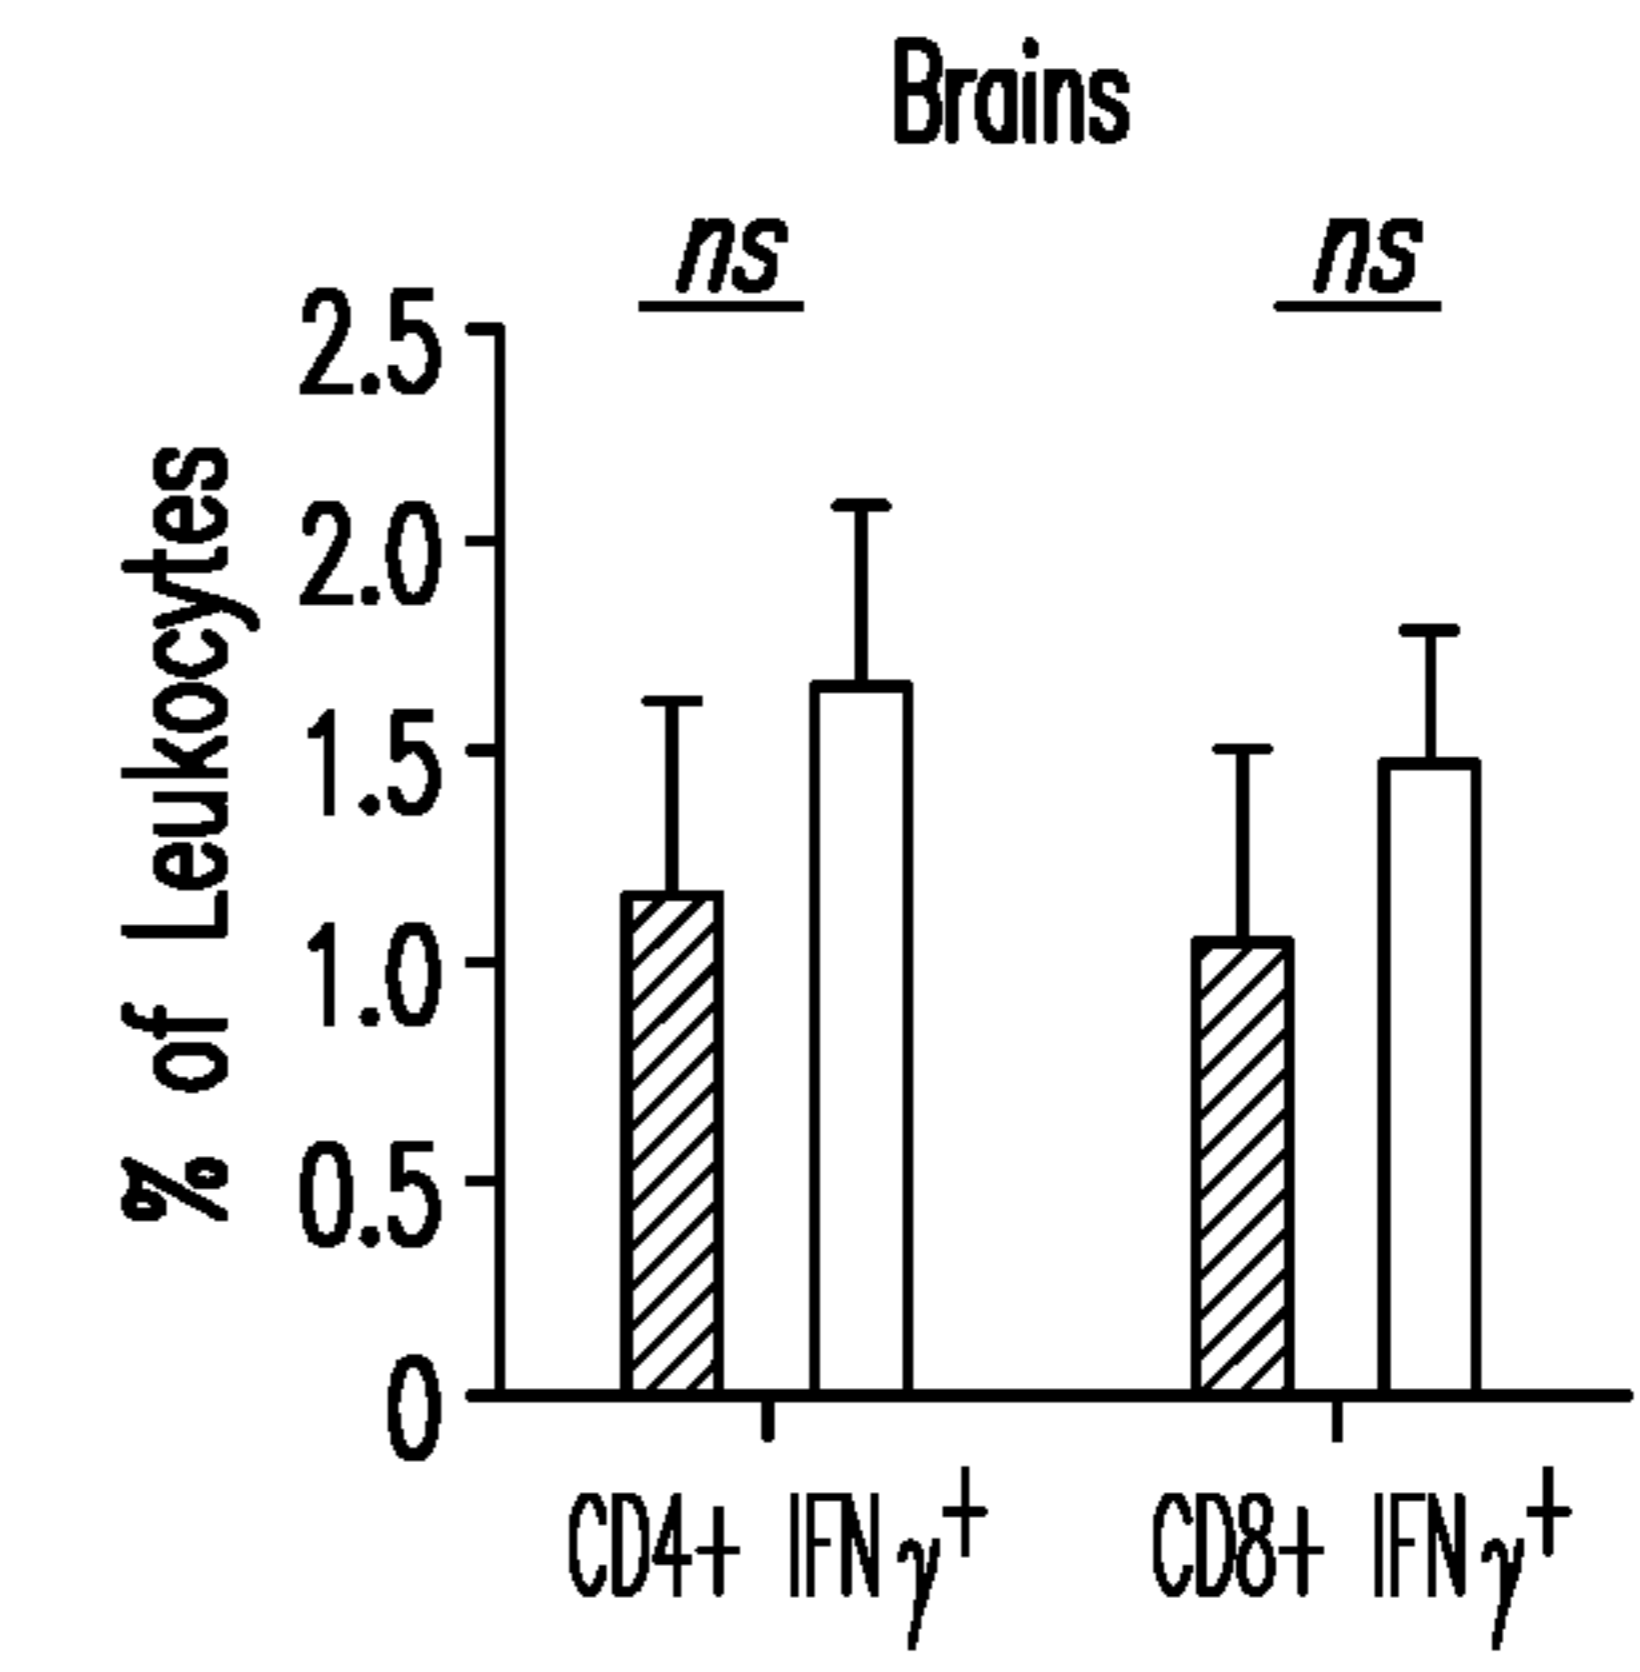 Brains
ns
ns
2.5
2.0
1.5
1.0
0.5
0
% of Leukocytes
CD4+ IFNγ⁺
CD8+ IFNγ⁺